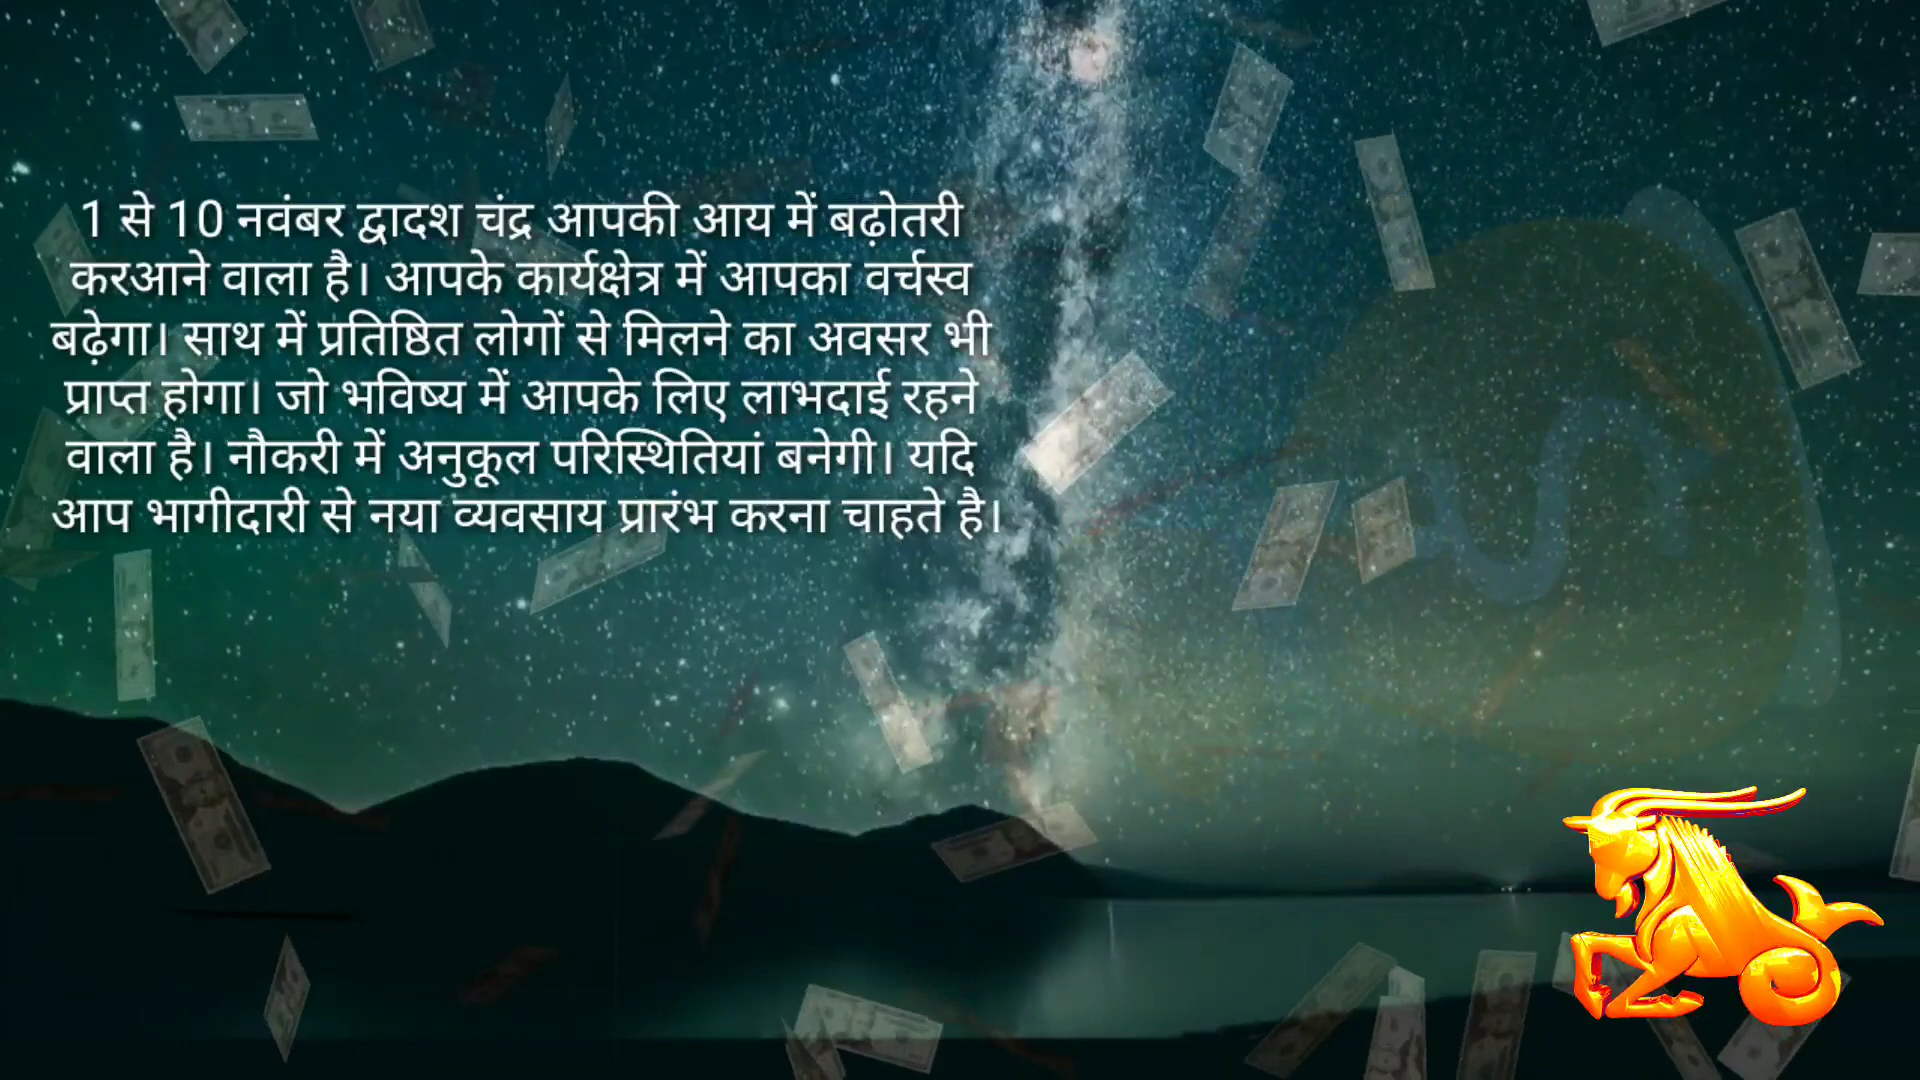 1 से 10 नवंबर द्वादश चंद्र आपकी आय में बढ़ोतरी
करआने वाला है। आपके कार्यक्षेत्र में आपका वर्चस्व
बढ़ेगा। साथ में प्रतिष्ठित लोगों से मिलने का अवसर भी
प्राप्त होगा। जो भविष्य में आपके लिए लाभदाई रहने
वाला है। नौकरी में अनुकूल परिस्थितियां बनेगी। यदि
आप भागीदारी से नया व्यवसाय प्रारंभ करना चाहते है।